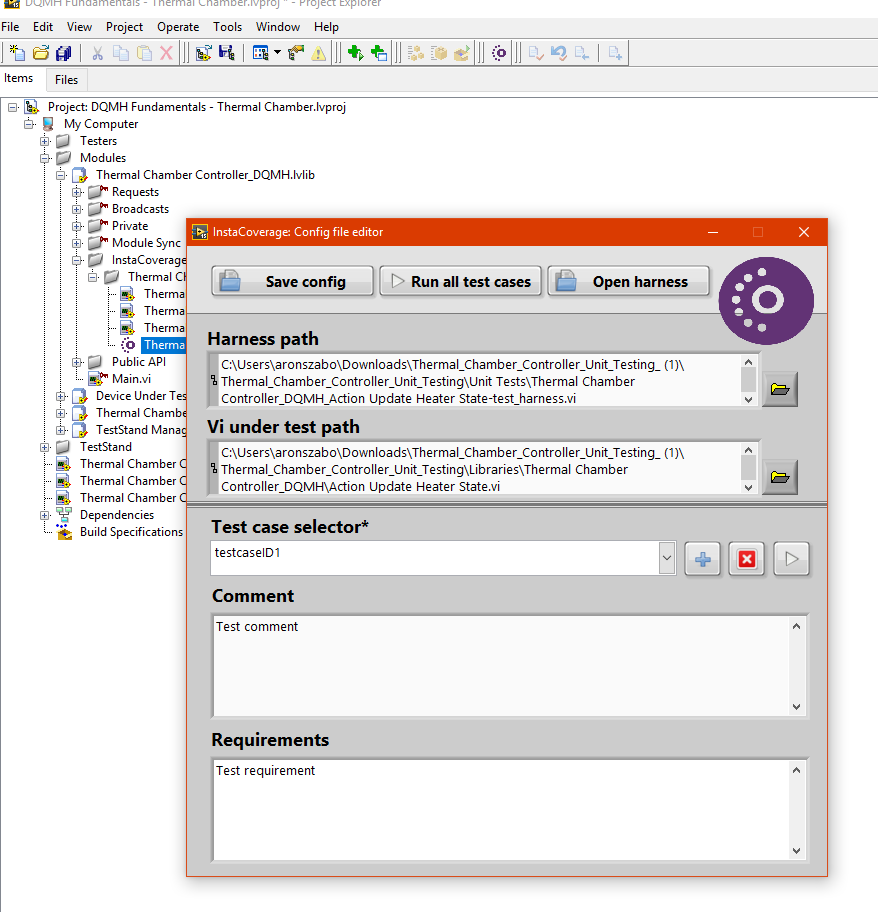 DQMH Fundamentals - Thermal Chamber.lvproj * - Project Explorer
File Edit View Project Operate Tools Window Help
Items Files
Project: DQMH Fundamentals - Thermal Chamber.lvproj
My Computer
Testers
Modules
Thermal Chamber Controller_DQMH.lvlib
Requests
Broadcasts
Private
Module Sync
InstaCoverage
Thermal Ch
Therma
Therma
Therma
Therma
Public API
Main.vi
Device Under Tes
Thermal Chambe
TestStand Manag
TestStand
Thermal Chamber C
Thermal Chamber C
Thermal Chamber C
Dependencies
Build Specifications
InstaCoverage: Config file editor
Save config Run all test cases Open harness
Harness path
C:\Users\aronszabo\Downloads\Thermal_Chamber_Controller_Unit_Testing_ (1)\
Thermal_Chamber_Controller_Unit_Testing\Unit Tests\Thermal Chamber
Controller_DQMH_Action Update Heater State-test_harness.vi
Vi under test path
C:\Users\aronszabo\Downloads\Thermal_Chamber_Controller_Unit_Testing_ (1)\
Thermal_Chamber_Controller_Unit_Testing\Libraries\Thermal Chamber
Controller_DQMH\Action Update Heater State.vi
Test case selector*
testcaseID1
Comment
Test comment
Requirements
Test requirement